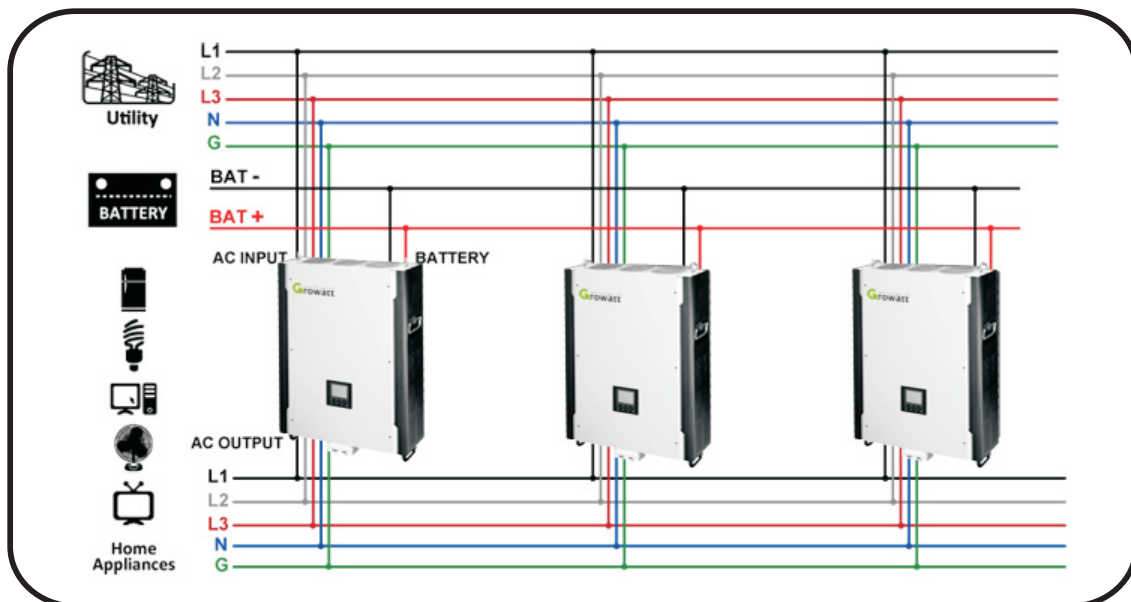 L1
L2
L3
Utility
N
G
BAT -
BATTERY
BAT +
AC INPUT
BATTERY
Growatt
Growatt
Growatt
AC OUTPUT
L1
L2
L3
N
Home
Appliances
G